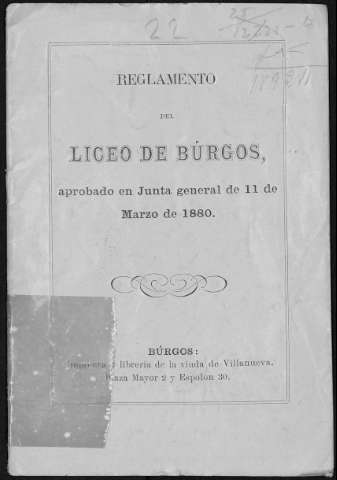 22
REGLAMENTO
DEL
LICEO DE BÚRGOS,
aprobado en Junta general de 11 de
Marzo de 1880.
BÚRGOS:
librería de la viuda de Villanueva.
Plaza Mayor 2 y Espolon 30.